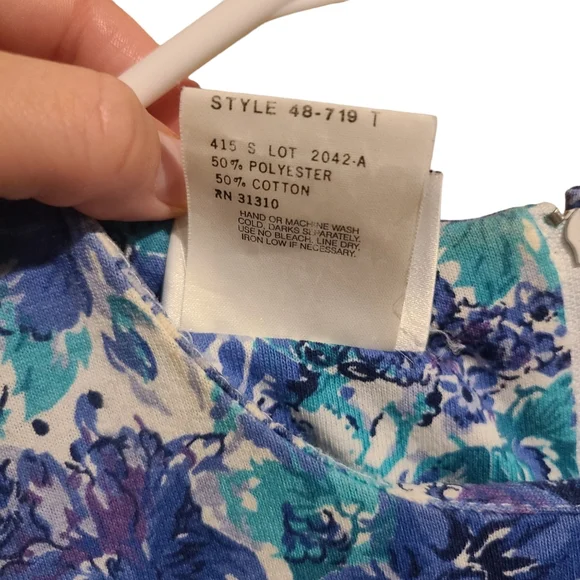 STYLE 48-719 T
415 S LOT 2042-A
50% POLYESTER
50% COTTON
RN 31310
HAND OR MACHINE WASH
COLD, DARKS SEPARATELY.
USE NO BLEACH, LINE DRY,
IRON LOW IF NECESSARY.